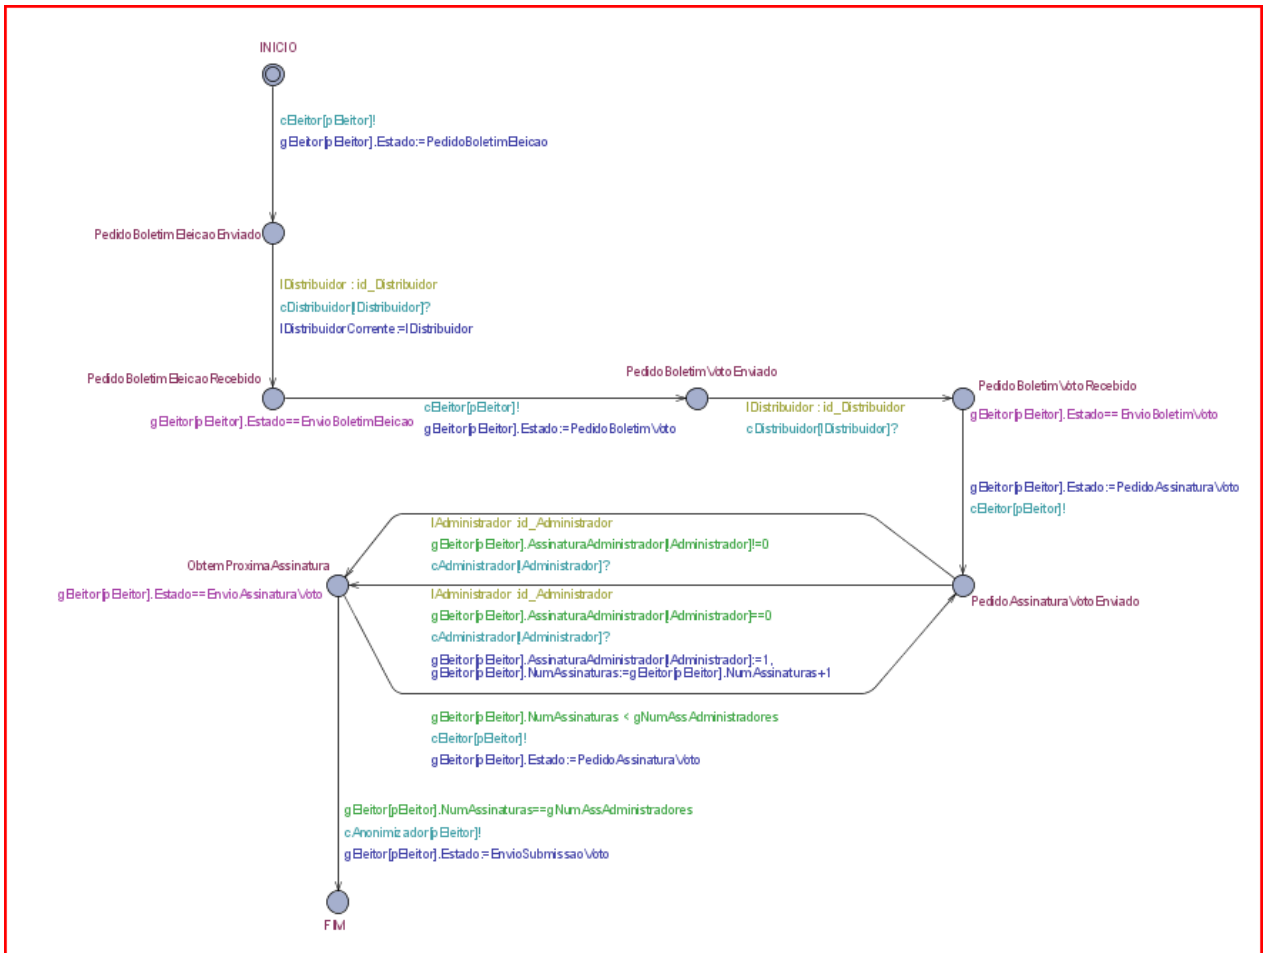 INICIO
cEleitor[pEleitor]!
gEleitor[pEleitor].Estado:=PedidoBoletimEleicao
PedidoBoletimEleicaoEnviado
lDistribuidor : id_Distribuidor
cDistribuidor[lDistribuidor]?
lDistribuidorCorrente:=lDistribuidor
PedidoBoletimEleicaoRecebido
gEleitor[pEleitor].Estado==EnvioBoletimEleicao
cEleitor[pEleitor]!
gEleitor[pEleitor].Estado:=PedidoBoletimVoto
PedidoBoletimVotoEnviado
lDistribuidor : id_Distribuidor
cDistribuidor[lDistribuidor]?
PedidoBoletimVotoRecebido
gEleitor[pEleitor].Estado== EnvioBoletimVoto
gEleitor[pEleitor].Estado:=PedidoAssinaturaVoto
cEleitor[pEleitor]!
lAdministrador :id_Administrador
gEleitor[pEleitor].AssinaturaAdministrador[lAdministrador]!=0
cAdministrador[lAdministrador]?
ObtemProximaAssinatura
gEleitor[pEleitor].Estado==EnvioAssinaturaVoto
lAdministrador :id_Administrador
gEleitor[pEleitor].AssinaturaAdministrador[lAdministrador]==0
cAdministrador[lAdministrador]?
gEleitor[pEleitor].AssinaturaAdministrador[lAdministrador]:=1,
gEleitor[pEleitor].NumAssinaturas:=gEleitor[pEleitor].NumAssinaturas+1
PedidoAssinaturaVotoEnviado
gEleitor[pEleitor].NumAssinaturas < gNumAssAdministradores
cEleitor[pEleitor]!
gEleitor[pEleitor].Estado:=PedidoAssinaturaVoto
gEleitor[pEleitor].NumAssinaturas==gNumAssAdministradores
cAnonimizador[pEleitor]!
gEleitor[pEleitor].Estado:=EnvioSubmissaoVoto
FIM